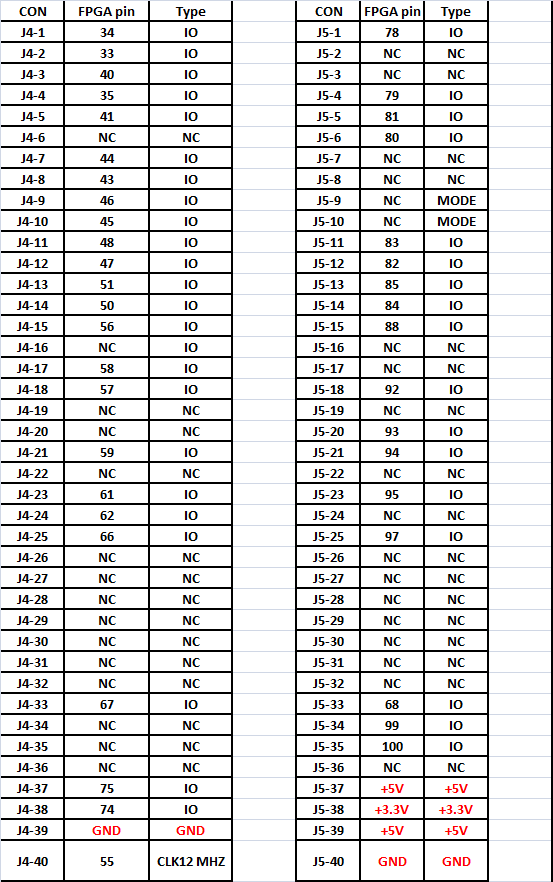 CON FPGA pin Type CON FPGA pin Type
J4-1 34 IO J5-1 78 IO
J4-2 33 IO J5-2 NC NC
J4-3 40 IO J5-3 NC NC
J4-4 35 IO J5-4 79 IO
J4-5 41 IO J5-5 81 IO
J4-6 NC NC J5-6 80 IO
J4-7 44 IO J5-7 NC NC
J4-8 43 IO J5-8 NC NC
J4-9 46 IO J5-9 NC MODE
J4-10 45 IO J5-10 NC MODE
J4-11 48 IO J5-11 83 IO
J4-12 47 IO J5-12 82 IO
J4-13 51 IO J5-13 85 IO
J4-14 50 IO J5-14 84 IO
J4-15 56 IO J5-15 88 IO
J4-16 NC IO J5-16 NC NC
J4-17 58 IO J5-17 NC NC
J4-18 57 IO J5-18 92 IO
J4-19 NC NC J5-19 NC NC
J4-20 NC NC J5-20 93 IO
J4-21 59 IO J5-21 94 IO
J4-22 NC NC J5-22 NC NC
J4-23 61 IO J5-23 95 IO
J4-24 62 IO J5-24 NC NC
J4-25 66 IO J5-25 97 IO
J4-26 NC NC J5-26 NC NC
J4-27 NC NC J5-27 NC NC
J4-28 NC NC J5-28 NC NC
J4-29 NC NC J5-29 NC NC
J4-30 NC NC J5-30 NC NC
J4-31 NC NC J5-31 NC NC
J4-32 NC NC J5-32 NC NC
J4-33 67 IO J5-33 68 IO
J4-34 NC NC J5-34 99 IO
J4-35 NC NC J5-35 100 IO
J4-36 NC NC J5-36 NC NC
J4-37 75 IO J5-37 +5V +5V
J4-38 74 IO J5-38 +3.3V +3.3V
J4-39 GND GND J5-39 +5V +5V
J4-40 55 CLK12 MHZ J5-40 GND GND